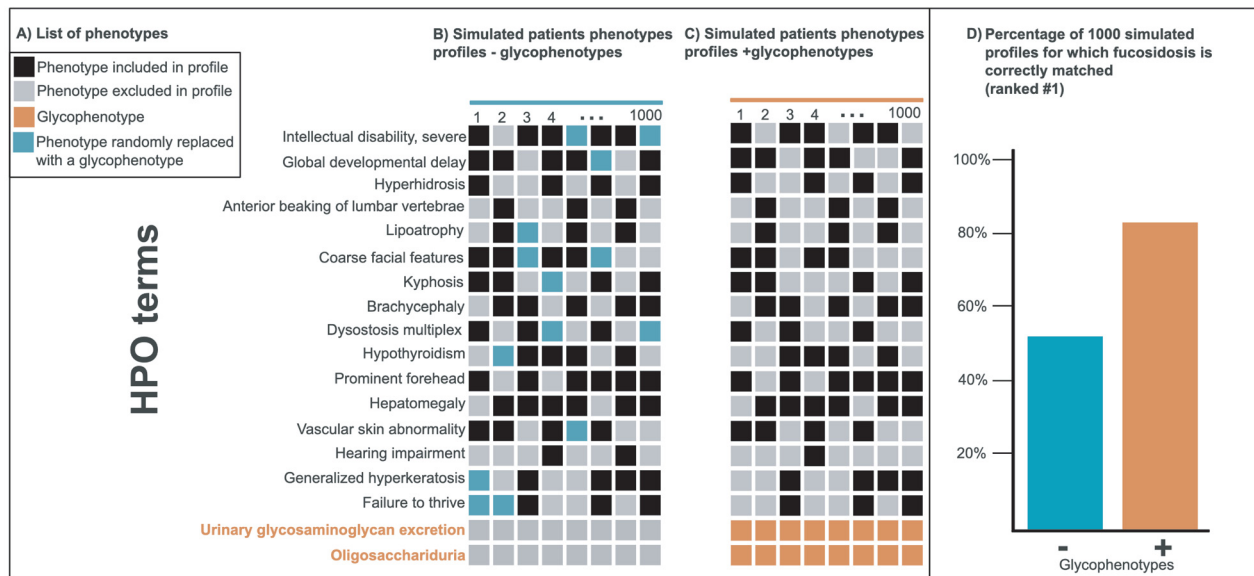 A) List of phenotypes
Phenotype included in profile
Phenotype excluded in profile
Glycophenotype
Phenotype randomly replaced
with a glycophenotype
HPO terms
Intellectual disability, severe
Global developmental delay
Hyperhidrosis
Anterior beaking of lumbar vertebrae
Lipoatrophy
Coarse facial features
Kyphosis
Brachycephaly
Dysostosis multiplex
Hypothyroidism
Prominent forehead
Hepatomegaly
Vascular skin abnormality
Hearing impairment
Generalized hyperkeratosis
Failure to thrive
Urinary glycosaminoglycan excretion
Oligosacchariduria
B) Simulated patients phenotypes
profiles - glycophenotypes
1 2 3 4 ... 1000
C) Simulated patients phenotypes
profiles +glycophenotypes
1 2 3 4 ... 1000
D) Percentage of 1000 simulated
profiles for which fucosidosis is
correctly matched
(ranked #1)
100%
80%
60%
40%
20%
- +
Glycophenotypes